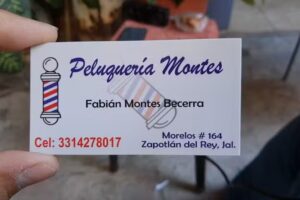 Peluquería Montes
Fabián Montes Becerra
Cel: 3314278017
Morelos # 164
Zapotlán del Rey, Jal.